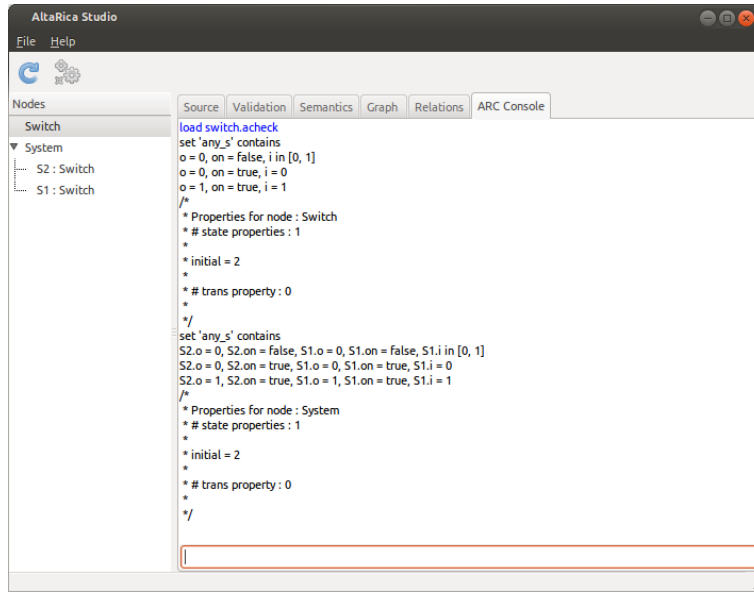 AltaRica Studio
File Help
Nodes
Switch
System
S2 : Switch
S1 : Switch
Source Validation Semantics Graph Relations ARC Console
load switch.acheck
set 'any_s' contains
o = 0, on = false, i in [0, 1]
o = 0, on = true, i = 0
o = 1, on = true, i = 1
/*
* Properties for node : Switch
* # state properties : 1
*
* initial = 2
*
* # trans property : 0
*
*/
set 'any_s' contains
S2.o = 0, S2.on = false, S1.o = 0, S1.on = false, S1.i in [0, 1]
S2.o = 0, S2.on = true, S1.o = 0, S1.on = true, S1.i = 0
S2.o = 1, S2.on = true, S1.o = 1, S1.on = true, S1.i = 1
/*
* Properties for node : System
* # state properties : 1
*
* initial = 2
*
* # trans property : 0
*
*/